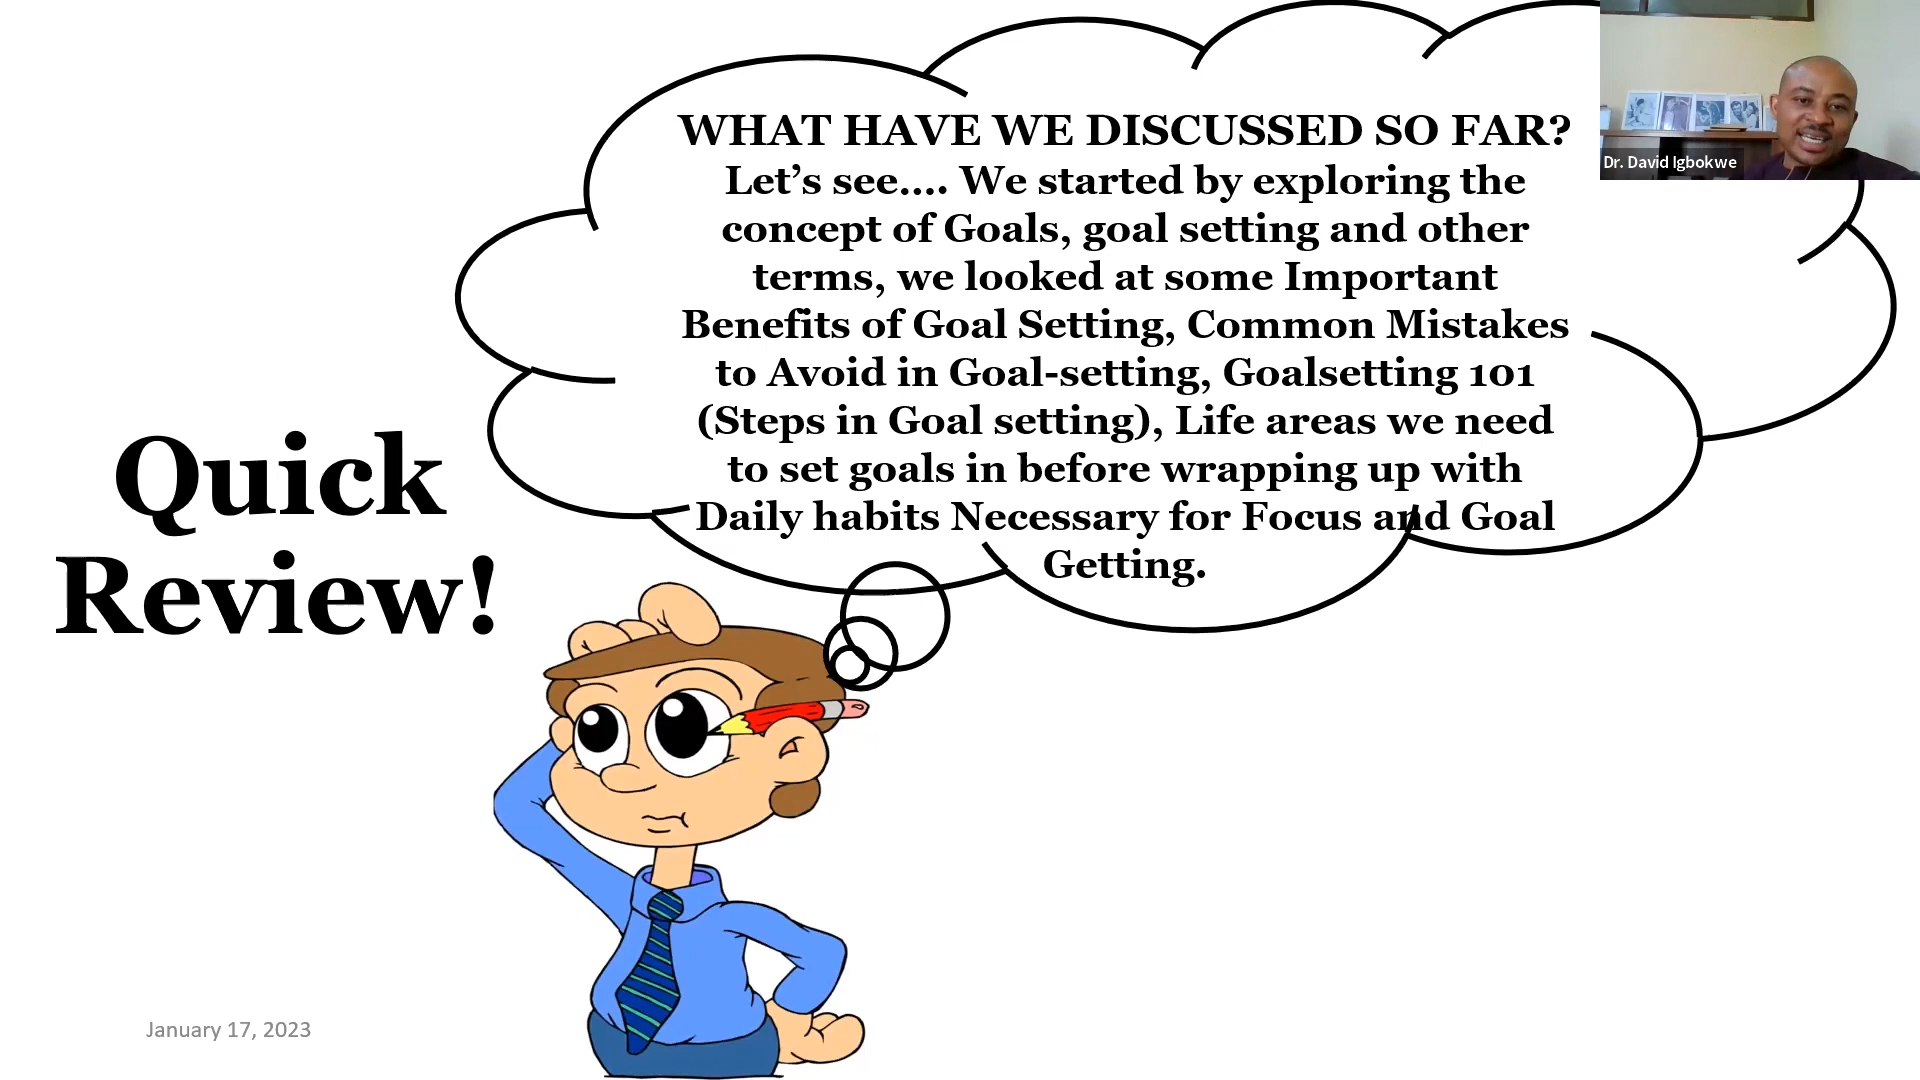 WHAT HAVE WE DISCUSSED SO FAR?
Let’s see…. We started by exploring the
concept of Goals, goal setting and other
terms, we looked at some Important
Benefits of Goal Setting, Common Mistakes
to Avoid in Goal-setting, Goalsetting 101
(Steps in Goal setting), Life areas we need
to set goals in before wrapping up with
Daily habits Necessary for Focus and Goal
Getting.
Dr. David Igbokwe
Quick
Review!
January 17, 2023